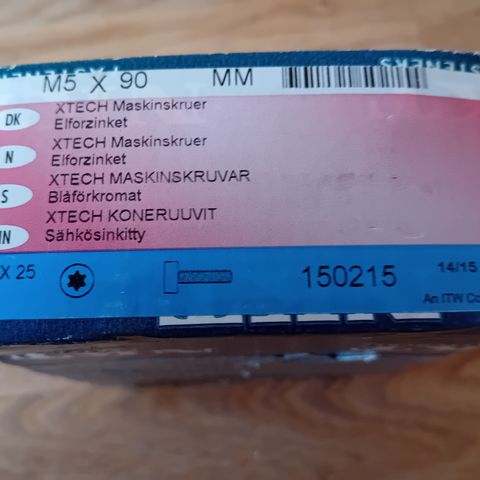 M5 X 90 MM
DK XTECH Maskinskruer
Elforzinket
N XTECH Maskinskruer
Elforzinket
S XTECH MASKINSKRUVAR
Blåförkromat
IN XTECH KONERUUVIT
Sähkösinkitty
X 25 150215 14/15
An ITW Co